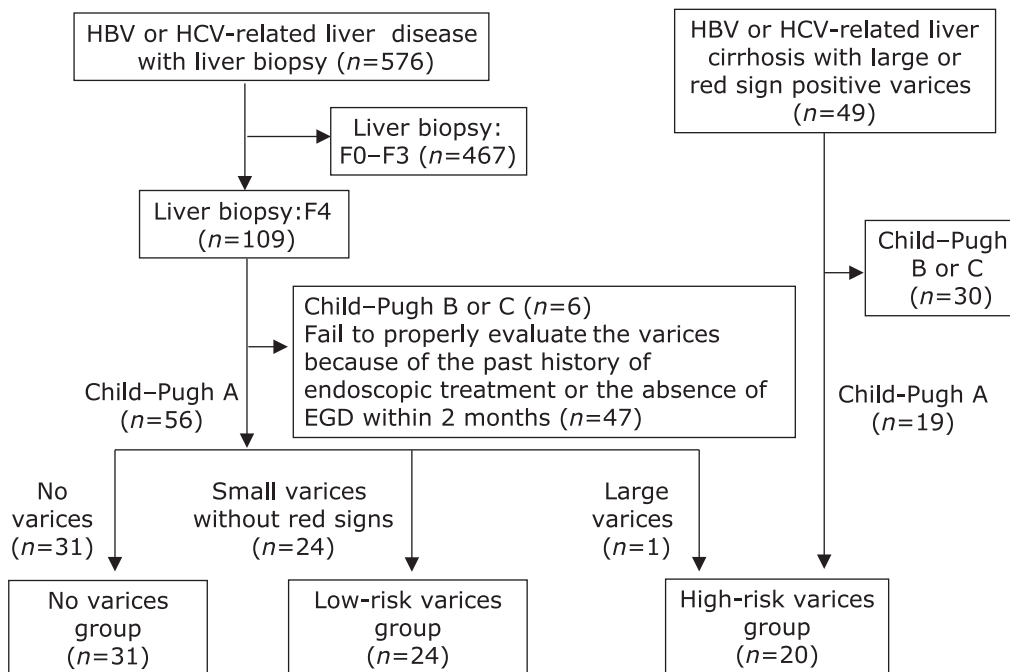 HBV or HCV-related liver disease
with liver biopsy (n=576)
HBV or HCV-related liver
cirrhosis with large or
red sign positive varices
(n=49)
Liver biopsy:
F0–F3 (n=467)
Liver biopsy:F4
(n=109)
Child–Pugh
B or C
(n=30)
Child–Pugh B or C (n=6)
Fail to properly evaluate the varices
because of the past history of
endoscopic treatment or the absence of
EGD within 2 months (n=47)
Child–Pugh A
(n=56)
Child-Pugh A
(n=19)
No
varices
(n=31)
Small varices
without red signs
(n=24)
Large
varices
(n=1)
No varices
group
(n=31)
Low-risk varices
group
(n=24)
High-risk varices
group
(n=20)